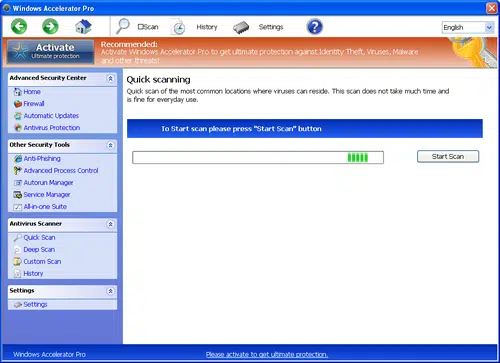 Windows Accelerator Pro
Scan
History
Settings
?
English
Activate
Ultimate protection
Recommended:
Activate Windows Accelerator Pro to get ultimate protection against Identity Theft, Viruses, Malware
and other threats!
Advanced Security Center
Home
Firewall
Automatic Updates
Antivirus Protection
Other Security Tools
Anti-Phishing
Advanced Process Control
Autorun Manager
Service Manager
All-in-one Suite
Antivirus Scanner
Quick Scan
Deep Scan
Custom Scan
History
Settings
Settings
Quick scanning
Quick scan of the most common locations where viruses can reside. This scan does not take much time and
is fine for everyday use.
To Start scan please press "Start Scan" button
Start Scan
Windows Accelerator Pro
Please activate to get ultimate protection.